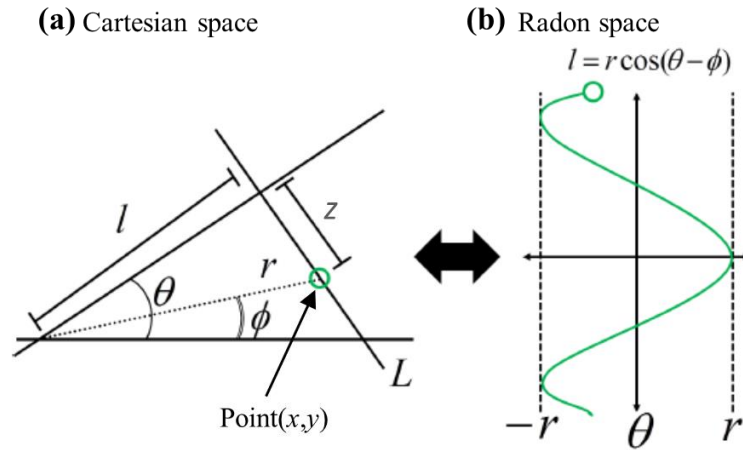 (a) Cartesian space
(b) Radon space
l = r cos(θ−ϕ)
l
z
r
θ
ϕ
L
Point(x,y)
−r
θ
r